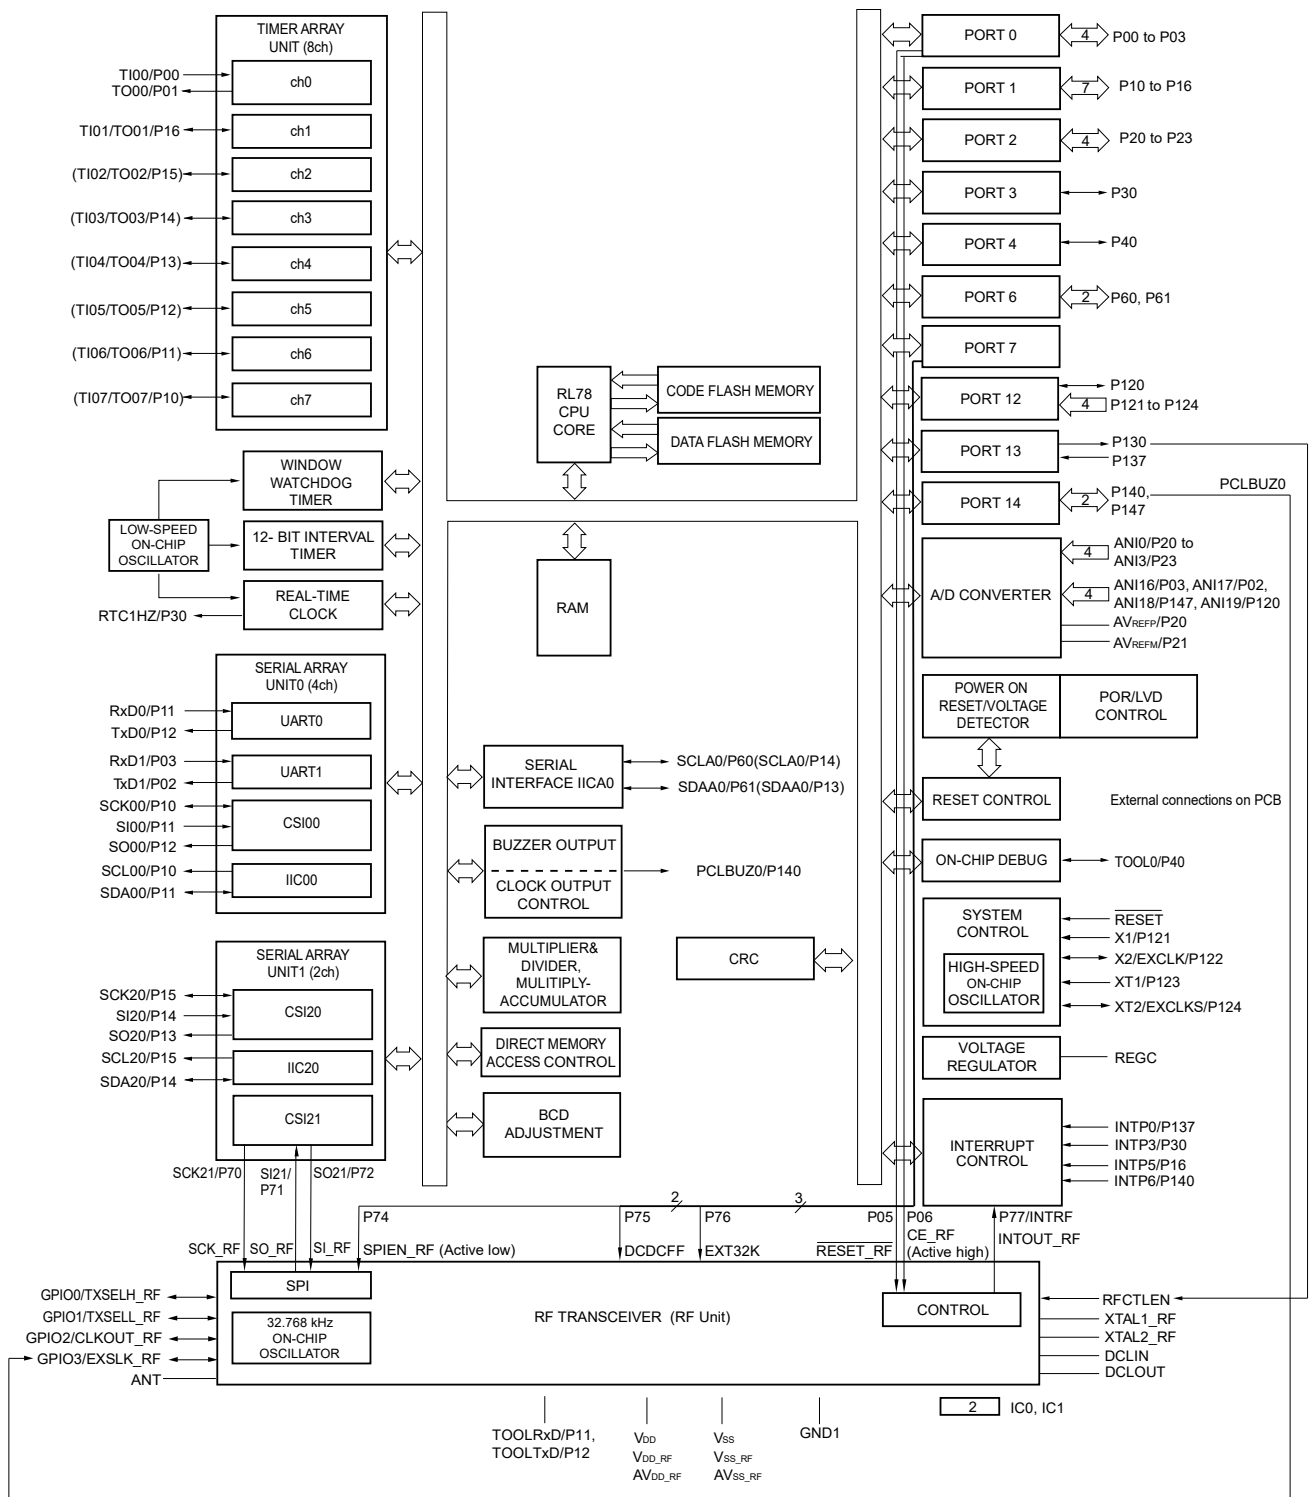 TIMER ARRAY
UNIT (8ch)
TI00/P00
TO00/P01
ch0
TI01/TO01/P16
ch1
(TI02/TO02/P15)
ch2
(TI03/TO03/P14)
ch3
(TI04/TO04/P13)
ch4
(TI05/TO05/P12)
ch5
(TI06/TO06/P11)
ch6
(TI07/TO07/P10)
ch7
WINDOW
WATCHDOG
TIMER
LOW-SPEED
ON-CHIP
OSCILLATOR
12- BIT INTERVAL
TIMER
REAL-TIME
CLOCK
RTC1HZ/P30
SERIAL ARRAY
UNIT0 (4ch)
RxD0/P11
TxD0/P12
UART0
RxD1/P03
TxD1/P02
UART1
SCK00/P10
SI00/P11
SO00/P12
CSI00
SCL00/P10
SDA00/P11
IIC00
SERIAL ARRAY
UNIT1 (2ch)
SCK20/P15
SI20/P14
SO20/P13
CSI20
SCL20/P15
SDA20/P14
IIC20
CSI21
SCK21/P70
SI21/
P71
SO21/P72
RL78
CPU
CORE
CODE FLASH MEMORY
DATA FLASH MEMORY
RAM
SERIAL
INTERFACE IICA0
SCLA0/P60(SCLA0/P14)
SDAA0/P61(SDAA0/P13)
BUZZER OUTPUT
CLOCK OUTPUT
CONTROL
PCLBUZ0/P140
MULTIPLIER&
DIVIDER,
MULITIPLY-
ACCUMULATOR
CRC
DIRECT MEMORY
ACCESS CONTROL
BCD
ADJUSTMENT
PORT 0
4
P00 to P03
PORT 1
7
P10 to P16
PORT 2
4
P20 to P23
PORT 3
P30
PORT 4
P40
PORT 6
2
P60, P61
PORT 7
PORT 12
P120
4
P121 to P124
PORT 13
P130
P137
PORT 14
2
P140,
P147
PCLBUZ0
A/D CONVERTER
4
ANI0/P20 to
ANI3/P23
4
ANI16/P03, ANI17/P02,
ANI18/P147, ANI19/P120
AVREFP/P20
AVREFM/P21
POWER ON
RESET/VOLTAGE
DETECTOR
POR/LVD
CONTROL
RESET CONTROL
External connections on PCB
ON-CHIP DEBUG
TOOL0/P40
SYSTEM
CONTROL
HIGH-SPEED
ON-CHIP
OSCILLATOR
RESET
X1/P121
X2/EXCLK/P122
XT1/P123
XT2/EXCLKS/P124
VOLTAGE
REGULATOR
REGC
INTERRUPT
CONTROL
INTP0/P137
INTP3/P30
INTP5/P16
INTP6/P140
2
3
P74
P75
P76
P05
P06
P77/INTRF
SCK_RF
SO_RF
SI_RF
SPIEN_RF (Active low)
DCDCFF
EXT32K
RESET_RF
CE_RF
(Active high)
INTOUT_RF
SPI
RF TRANSCEIVER (RF Unit)
CONTROL
32.768 kHz
ON-CHIP
OSCILLATOR
GPIO0/TXSELH_RF
GPIO1/TXSELL_RF
GPIO2/CLKOUT_RF
GPIO3/EXSLK_RF
ANT
RFCTLEN
XTAL1_RF
XTAL2_RF
DCLIN
DCLOUT
2
IC0, IC1
TOOLRxD/P11,
TOOLTxD/P12
VDD
VDD_RF
AVDD_RF
VSS
VSS_RF
AVSS_RF
GND1